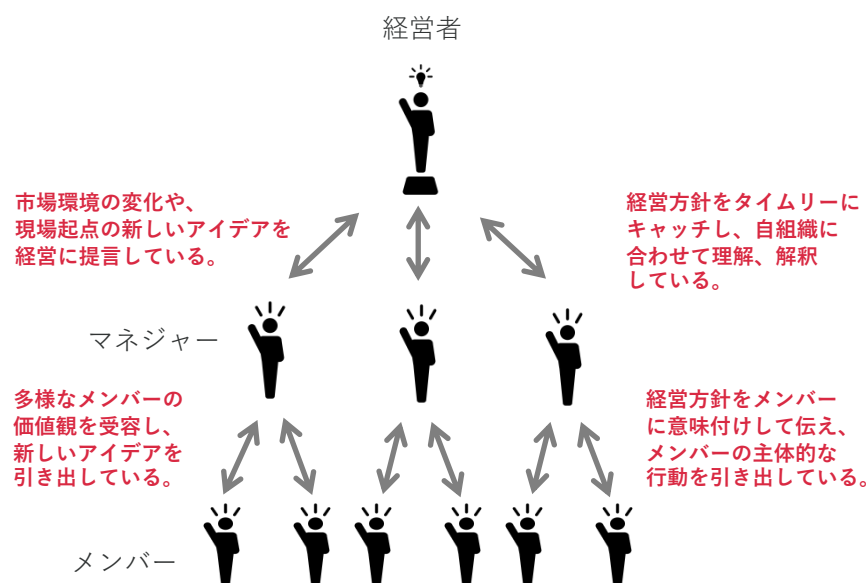 経営者
市場環境の変化や、
現場起点の新しいアイデアを
経営に提言している。
経営方針をタイムリーに
キャッチし、自組織に
合わせて理解、解釈
している。
マネジャー
多様なメンバーの
価値観を受容し、
新しいアイデアを
引き出している。
経営方針をメンバー
に意味付けして伝え、
メンバーの主体的な
行動を引き出している。
メンバー